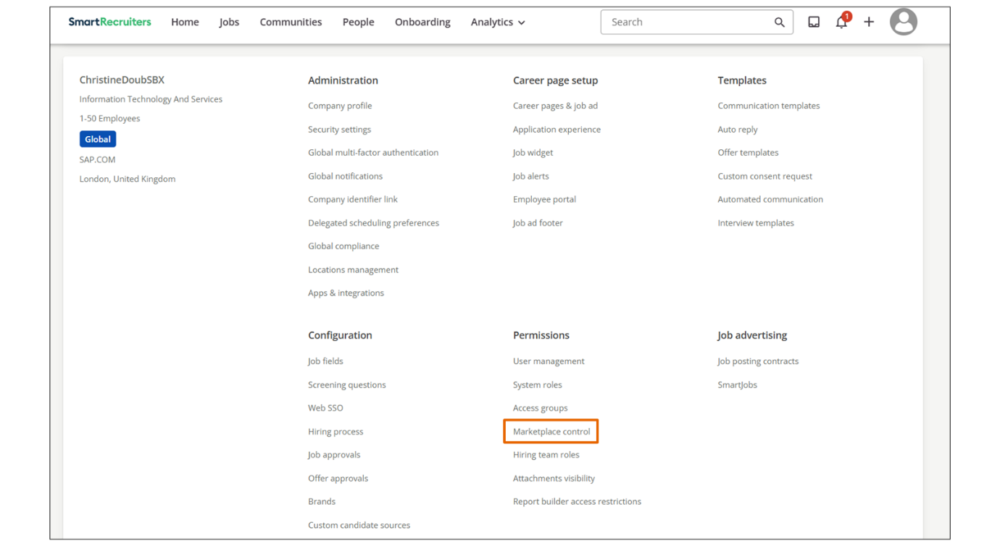 SmartRecruiters Home Jobs Communities People Onboarding Analytics Search 1
ChristineDoubSBX
Information Technology And Services
1-50 Employees
Global
SAP.COM
London, United Kingdom
Administration
Company profile
Security settings
Global multi-factor authentication
Global notifications
Company identifier link
Delegated scheduling preferences
Global compliance
Locations management
Apps & integrations
Career page setup
Career pages & job ad
Application experience
Job widget
Job alerts
Employee portal
Job ad footer
Templates
Communication templates
Auto reply
Offer templates
Custom consent request
Automated communication
Interview templates
Configuration
Job fields
Screening questions
Web SSO
Hiring process
Job approvals
Offer approvals
Brands
Custom candidate sources
Permissions
User management
System roles
Access groups
Marketplace control
Hiring team roles
Attachments visibility
Report builder access restrictions
Job advertising
Job posting contracts
SmartJobs